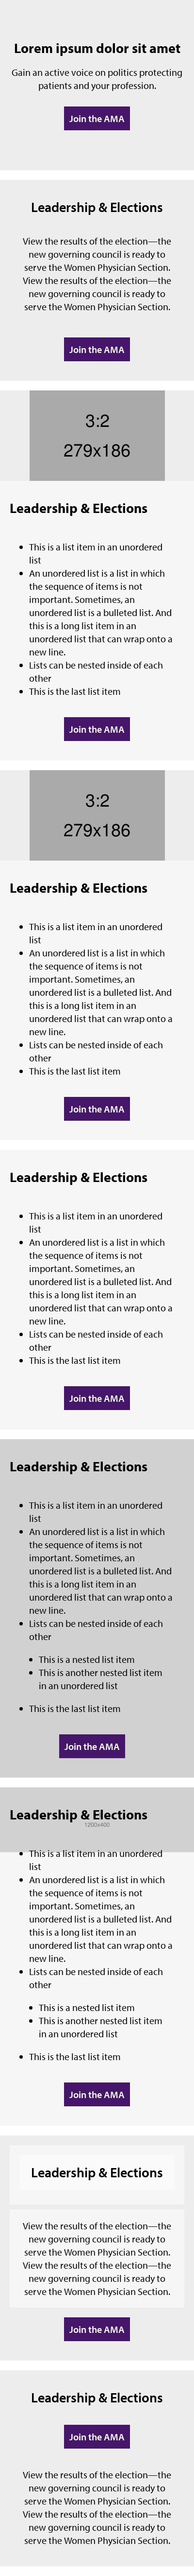 Lorem ipsum dolor sit amet
Gain an active voice on politics protecting
patients and your profession.
Join the AMA
Leadership & Elections
View the results of the election—the
new governing council is ready to
serve the Women Physician Section.
View the results of the election—the
new governing council is ready to
serve the Women Physician Section.
Join the AMA
3:2
279x186
Leadership & Elections
• This is a list item in an unordered
list
• An unordered list is a list in which
the sequence of items is not
important. Sometimes, an
unordered list is a bulleted list. And
this is a long list item in an
unordered list that can wrap onto a
new line.
• Lists can be nested inside of each
other
• This is the last list item
Join the AMA
3:2
279x186
Leadership & Elections
• This is a list item in an unordered
list
• An unordered list is a list in which
the sequence of items is not
important. Sometimes, an
unordered list is a bulleted list. And
this is a long list item in an
unordered list that can wrap onto a
new line.
• Lists can be nested inside of each
other
• This is the last list item
Join the AMA
Leadership & Elections
• This is a list item in an unordered
list
• An unordered list is a list in which
the sequence of items is not
important. Sometimes, an
unordered list is a bulleted list. And
this is a long list item in an
unordered list that can wrap onto a
new line.
• Lists can be nested inside of each
other
• This is the last list item
Join the AMA
Leadership & Elections
• This is a list item in an unordered
list
• An unordered list is a list in which
the sequence of items is not
important. Sometimes, an
unordered list is a bulleted list. And
this is a long list item in an
unordered list that can wrap onto a
new line.
• Lists can be nested inside of each
other
• This is a nested list item
• This is another nested list item
in an unordered list
• This is the last list item
Join the AMA
Leadership & Elections
1200x400
• This is a list item in an unordered
list
• An unordered list is a list in which
the sequence of items is not
important. Sometimes, an
unordered list is a bulleted list. And
this is a long list item in an
unordered list that can wrap onto a
new line.
• Lists can be nested inside of each
other
• This is a nested list item
• This is another nested list item
in an unordered list
• This is the last list item
Join the AMA
Leadership & Elections
View the results of the election—the
new governing council is ready to
serve the Women Physician Section.
View the results of the election—the
new governing council is ready to
serve the Women Physician Section.
Join the AMA
Leadership & Elections
Join the AMA
View the results of the election—the
new governing council is ready to
serve the Women Physician Section.
View the results of the election—the
new governing council is ready to
serve the Women Physician Section.